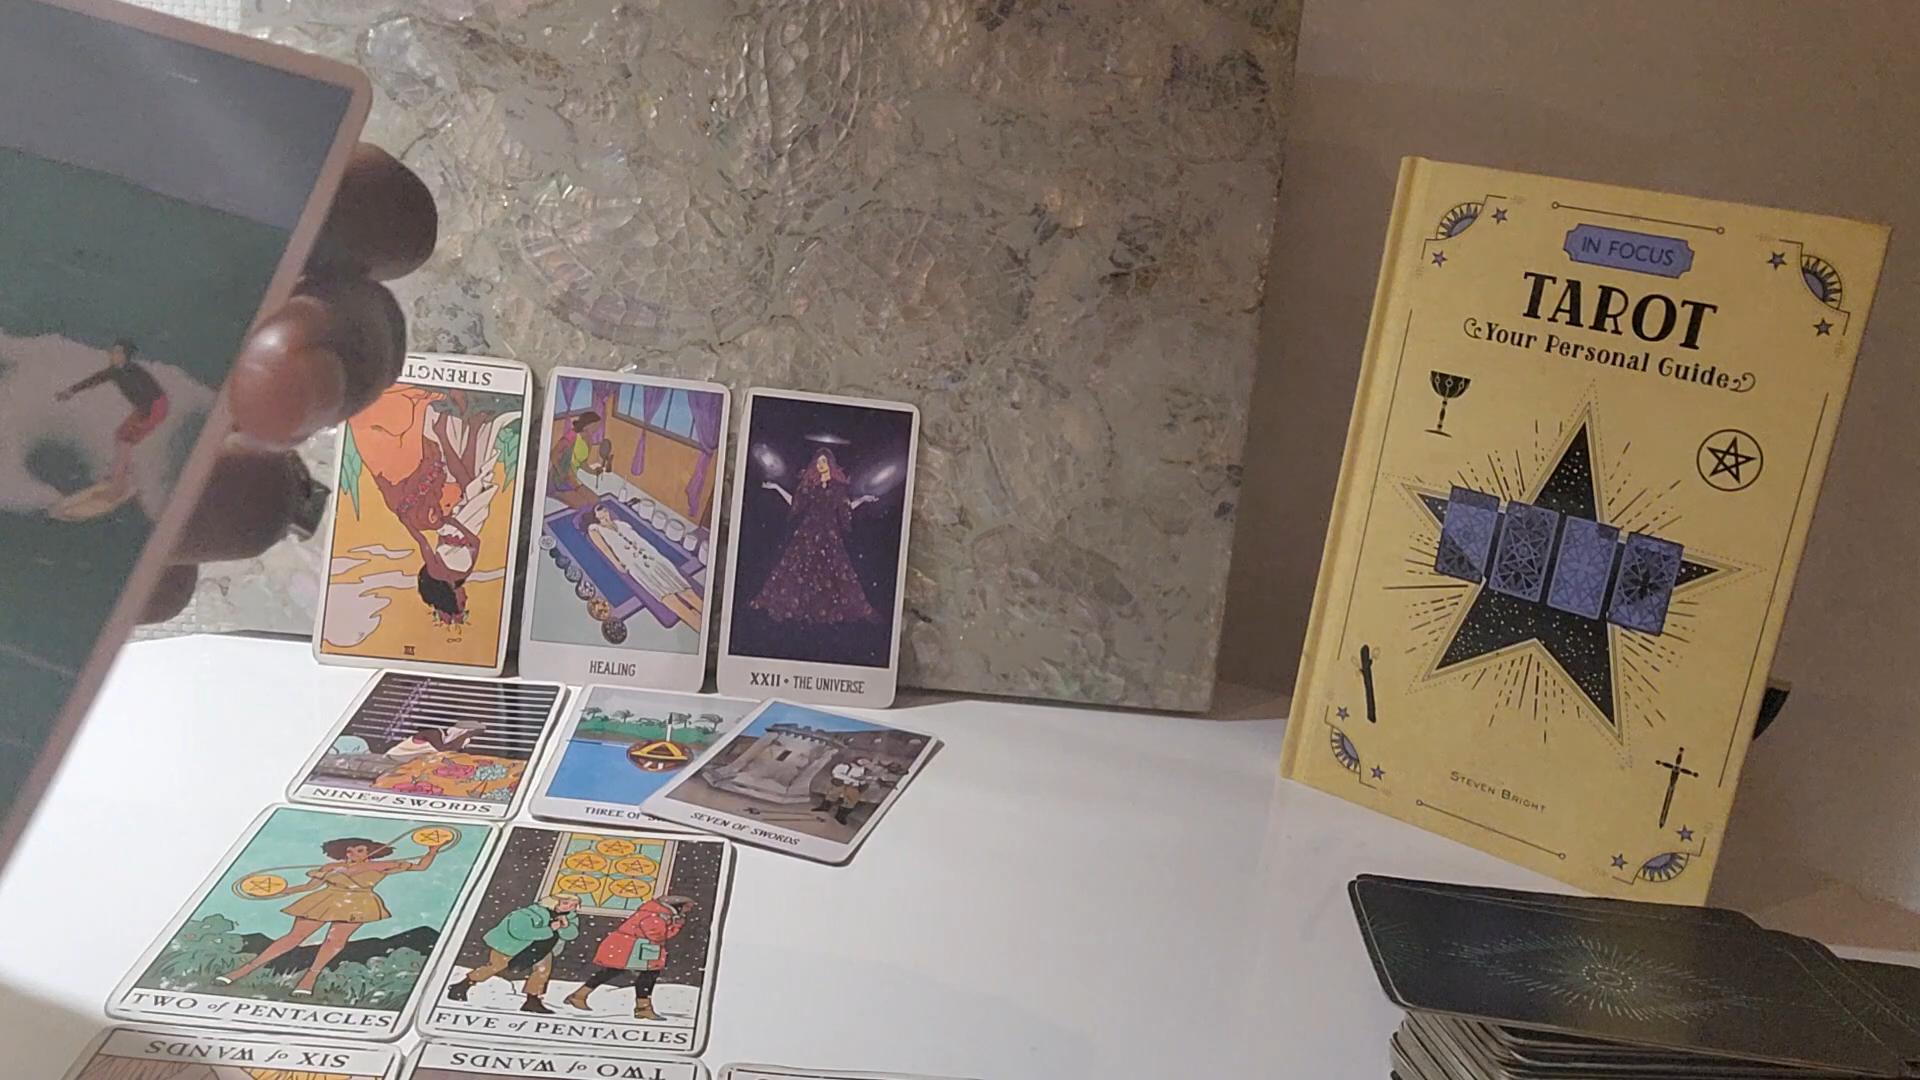 STRENGT
HEALING
XXII • THE UNIVERSE
NINE of SWORDS
THREE OF
SEVEN OF SWORDS
TWO of PENTACLES
FIVE of PENTACLES
SIX of WANDS
TWO of WANDS
IN FOCUS
TAROT
Your Personal Guide
STEVEN BRIGHT